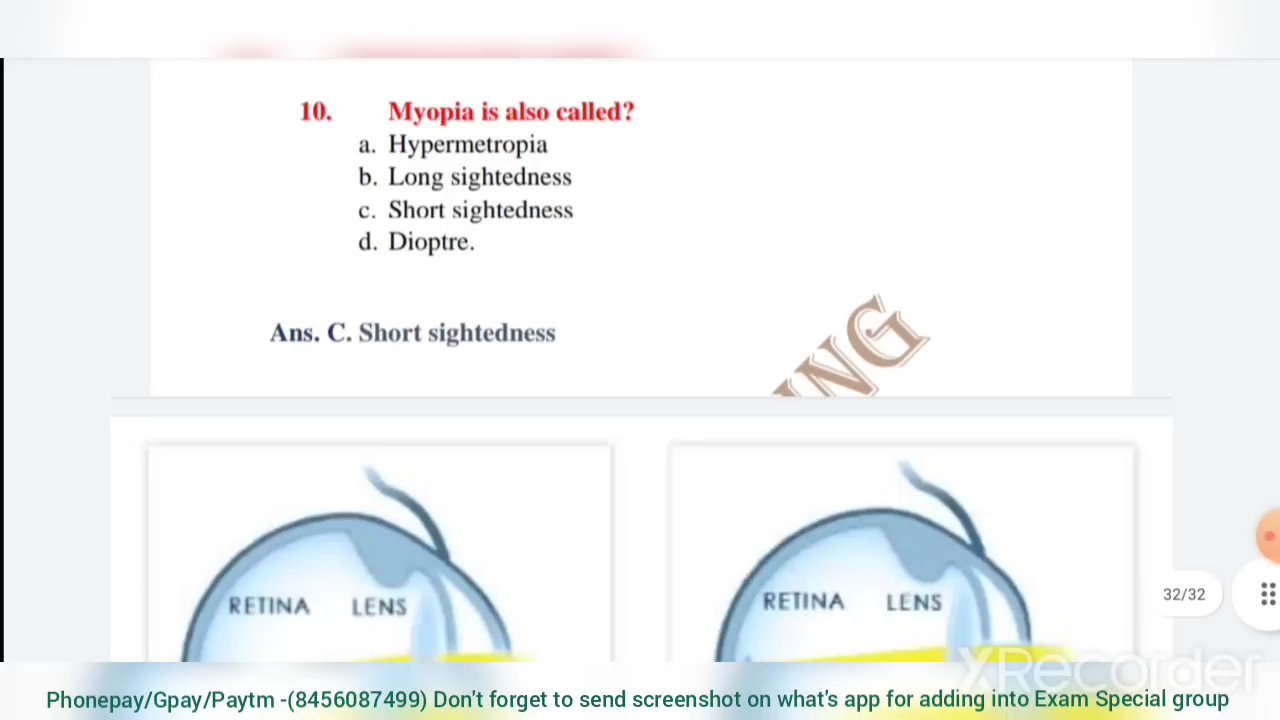 10. Myopia is also called?
a. Hypermetropia
b. Long sightedness
c. Short sightedness
d. Dioptre.
Ans. C. Short sightedness
ING
RETINA LENS
RETINA LENS
32/32
XRecorder
Phonepay/Gpay/Paytm -(8456087499) Don't forget to send screenshot on what's app for adding into Exam Special group